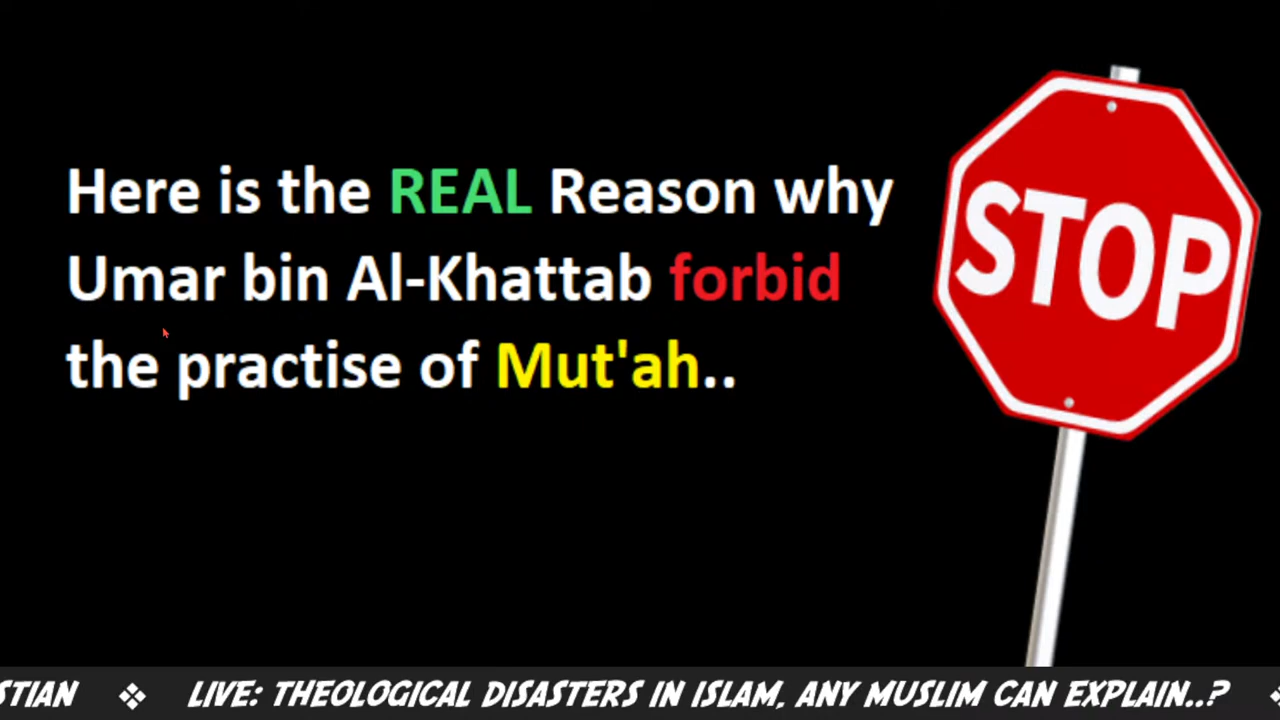 Here is the REAL Reason why
Umar bin Al-Khattab forbid
the practise of Mut'ah..
STOP
STIAN ❖ LIVE: THEOLOGICAL DISASTERS IN ISLAM, ANY MUSLIM CAN EXPLAIN..?